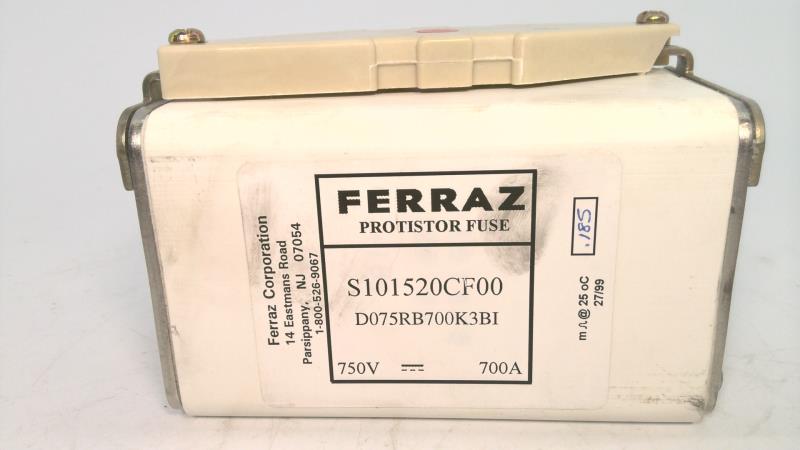 FERRAZ
PROTISTOR FUSE
S101520CF00
D075RB700K3BI
750V ⎓ 700A
Ferraz Corporation
14 Eastmans Road
Parsippany, NJ 07054
1-800-526-9067
.185
m⎍@ 25 oC
27/99